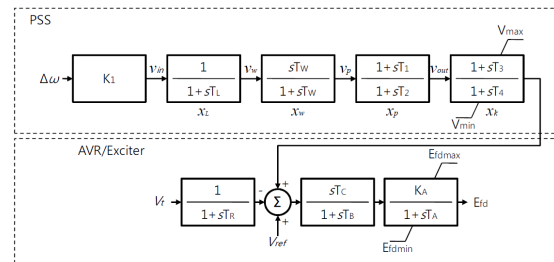 PSS
Vmax
Δω
K1
vin
1
1+sTL
xL
vw
sTW
1+sTW
xw
vp
1+sT1
1+sT2
xp
vout
1+sT3
1+sT4
xk
Vmin
AVR/Exciter
Efdmax
Vt
1
1+sTR
-
+
Σ
+
Vref
sTC
1+sTB
KA
1+sTA
Efd
Efdmin